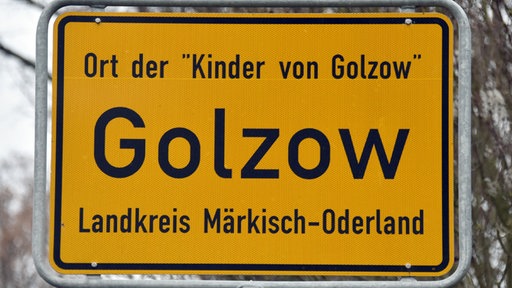 Ort der "Kinder von Golzow"
Golzow
Landkreis Märkisch-Oderland